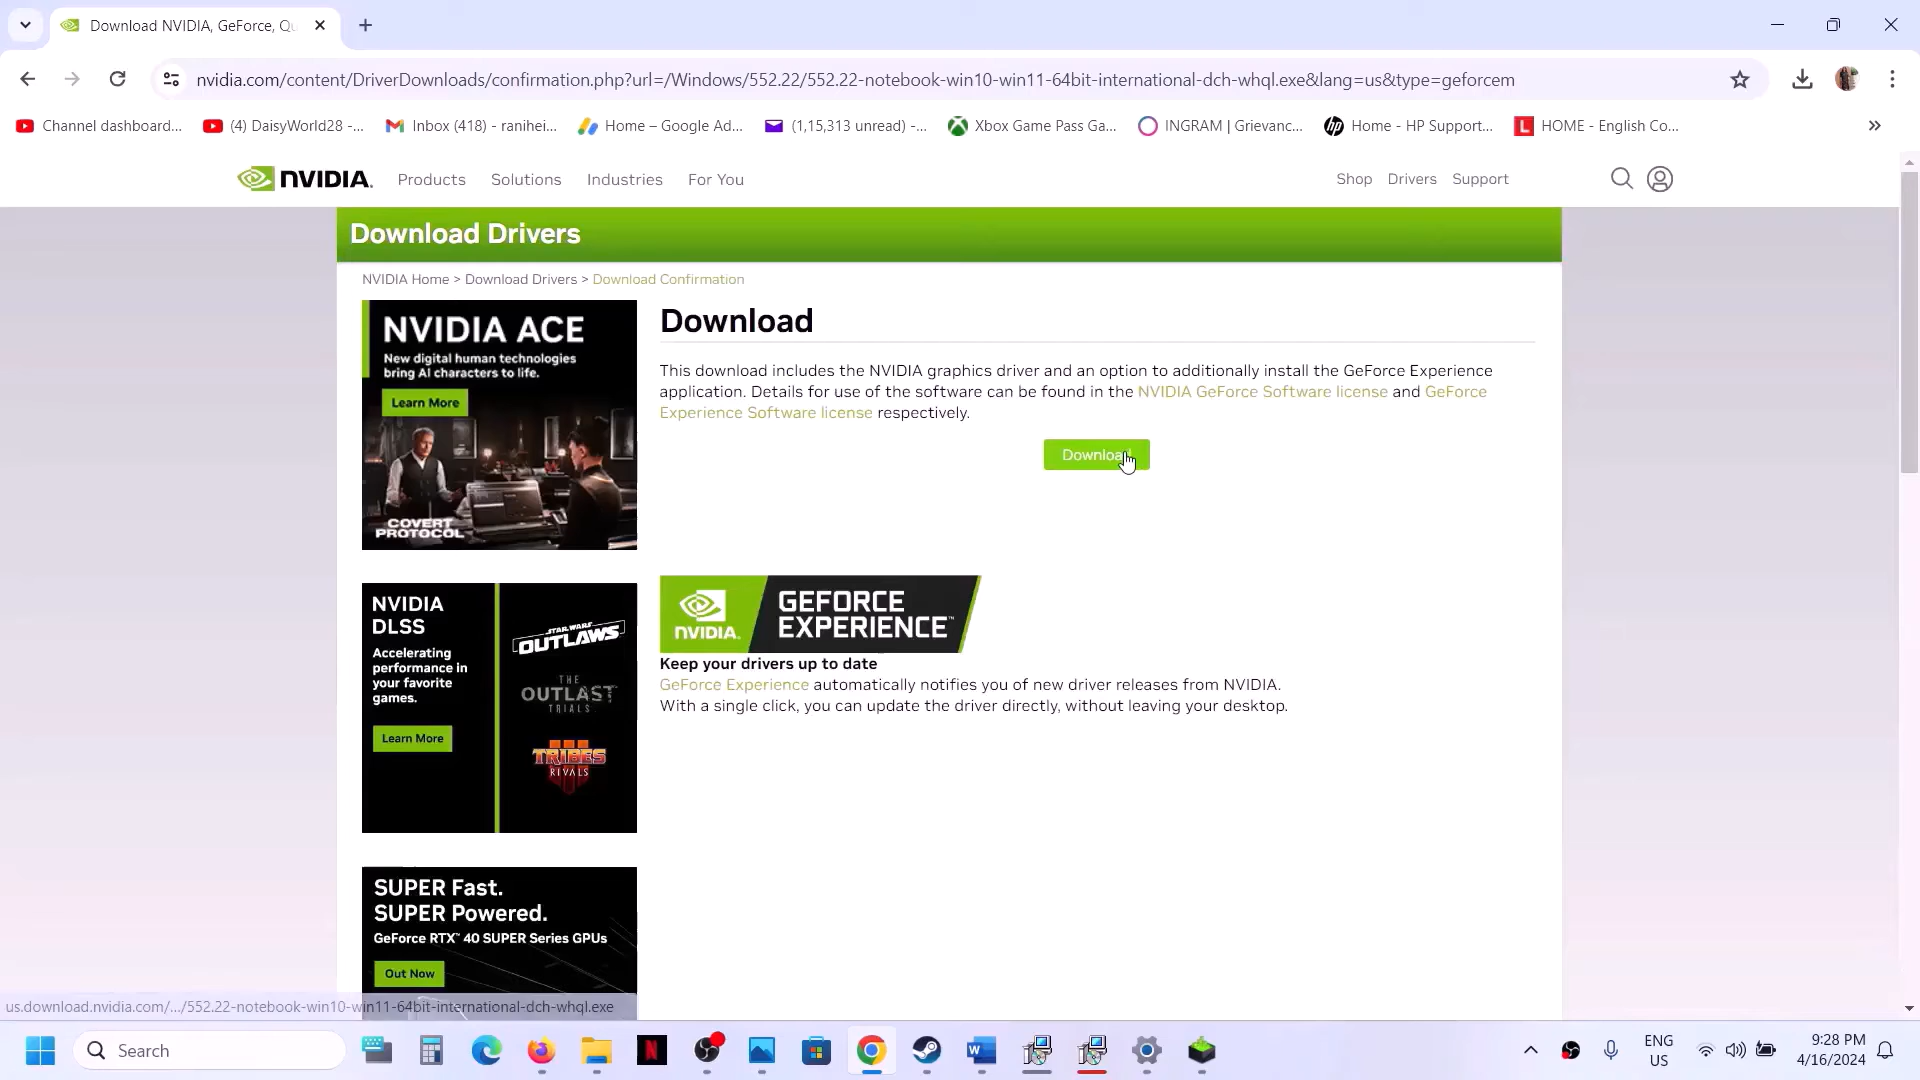 Download NVIDIA, GeForce, Qu
nvidia.com/content/DriverDownloads/confirmation.php?url=/Windows/552.22/552.22-notebook-win10-win11-64bit-international-dch-whql.exe&lang=us&type=geforcem
Channel dashboard... (4) DaisyWorld28 -... Inbox (418) - ranihei... Home – Google Ad... (1,15,313 unread) -... Xbox Game Pass Ga... INGRAM | Grievanc... Home - HP Support... HOME - English Co...
NVIDIA. Products Solutions Industries For You Shop Drivers Support
Download Drivers
NVIDIA Home > Download Drivers > Download Confirmation
NVIDIA ACE
New digital human technologies
bring AI characters to life.
Learn More
COVERT
PROTOCOL
Download
This download includes the NVIDIA graphics driver and an option to additionally install the GeForce Experience
application. Details for use of the software can be found in the NVIDIA GeForce Software license and GeForce
Experience Software license respectively.
Download
NVIDIA
DLSS
Accelerating
performance in
your favorite
games.
Learn More
STAR WARS
OUTLAWS
THE
OUTLAST
TRIALS
TRIBES
RIVALS
NVIDIA.
GEFORCE
EXPERIENCE™
Keep your drivers up to date
GeForce Experience automatically notifies you of new driver releases from NVIDIA.
With a single click, you can update the driver directly, without leaving your desktop.
SUPER Fast.
SUPER Powered.
GeForce RTX™ 40 SUPER Series GPUs
Out Now
us.download.nvidia.com/.../552.22-notebook-win10-win11-64bit-international-dch-whql.exe
Search
ENG
US
9:28 PM
4/16/2024